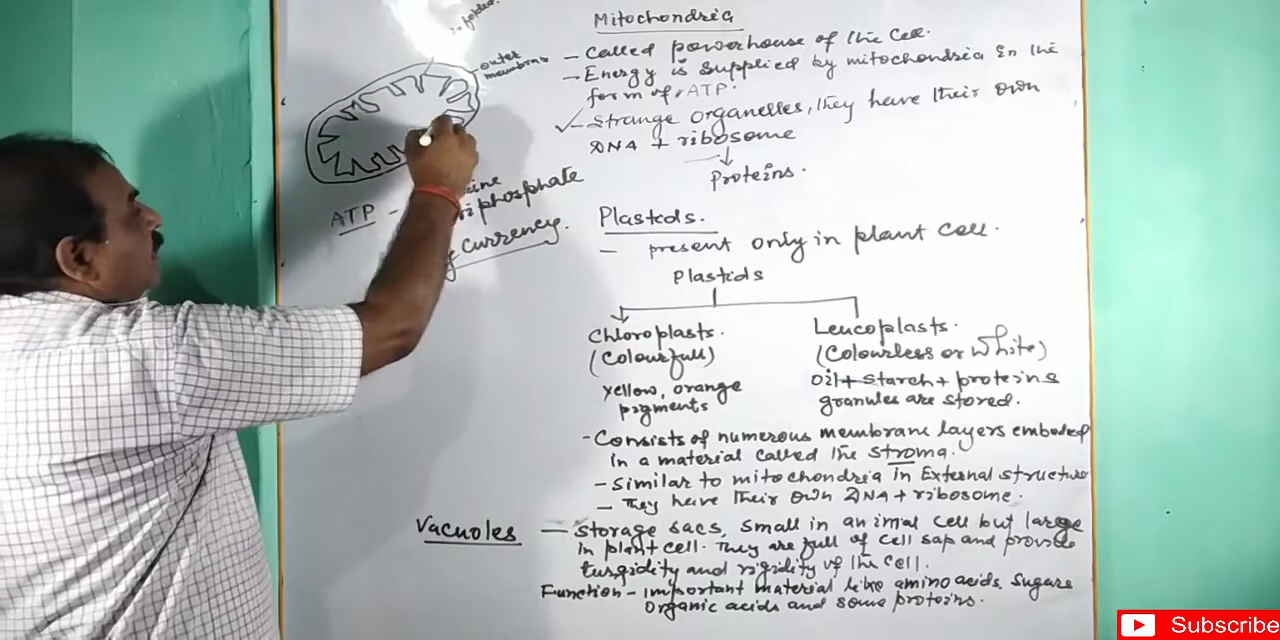 Mitochondria
- Called powerhouse of the cell.
- Energy is supplied by mitochondria in the
form of ATP.
- Strange organelles, they have their own
DNA + ribosome
Proteins.
folded
outer
membrane
ATP -
triphosphate
currency.
Plasteds.
- present only in plant cell.
Plastids
Chloroplasts.
(Colourfull)
Yellow, orange
pigments
Leucoplasts.
(Colourless or White)
Oil + Starch + proteins
granules are stored.
- Consists of numerous membrane layers embeded
in a material called the stroma.
- Similar to mitochondria in External structure
- They have their own DNA + ribosome.
Vacuoles — Storage sacs, small in animal cell but large
in plant cell. They are full of cell sap and provide
turgidity and rigidity of the cell.
Function - important material like amino acids, Sugars
Organic acids and some proteins.
Subscribe